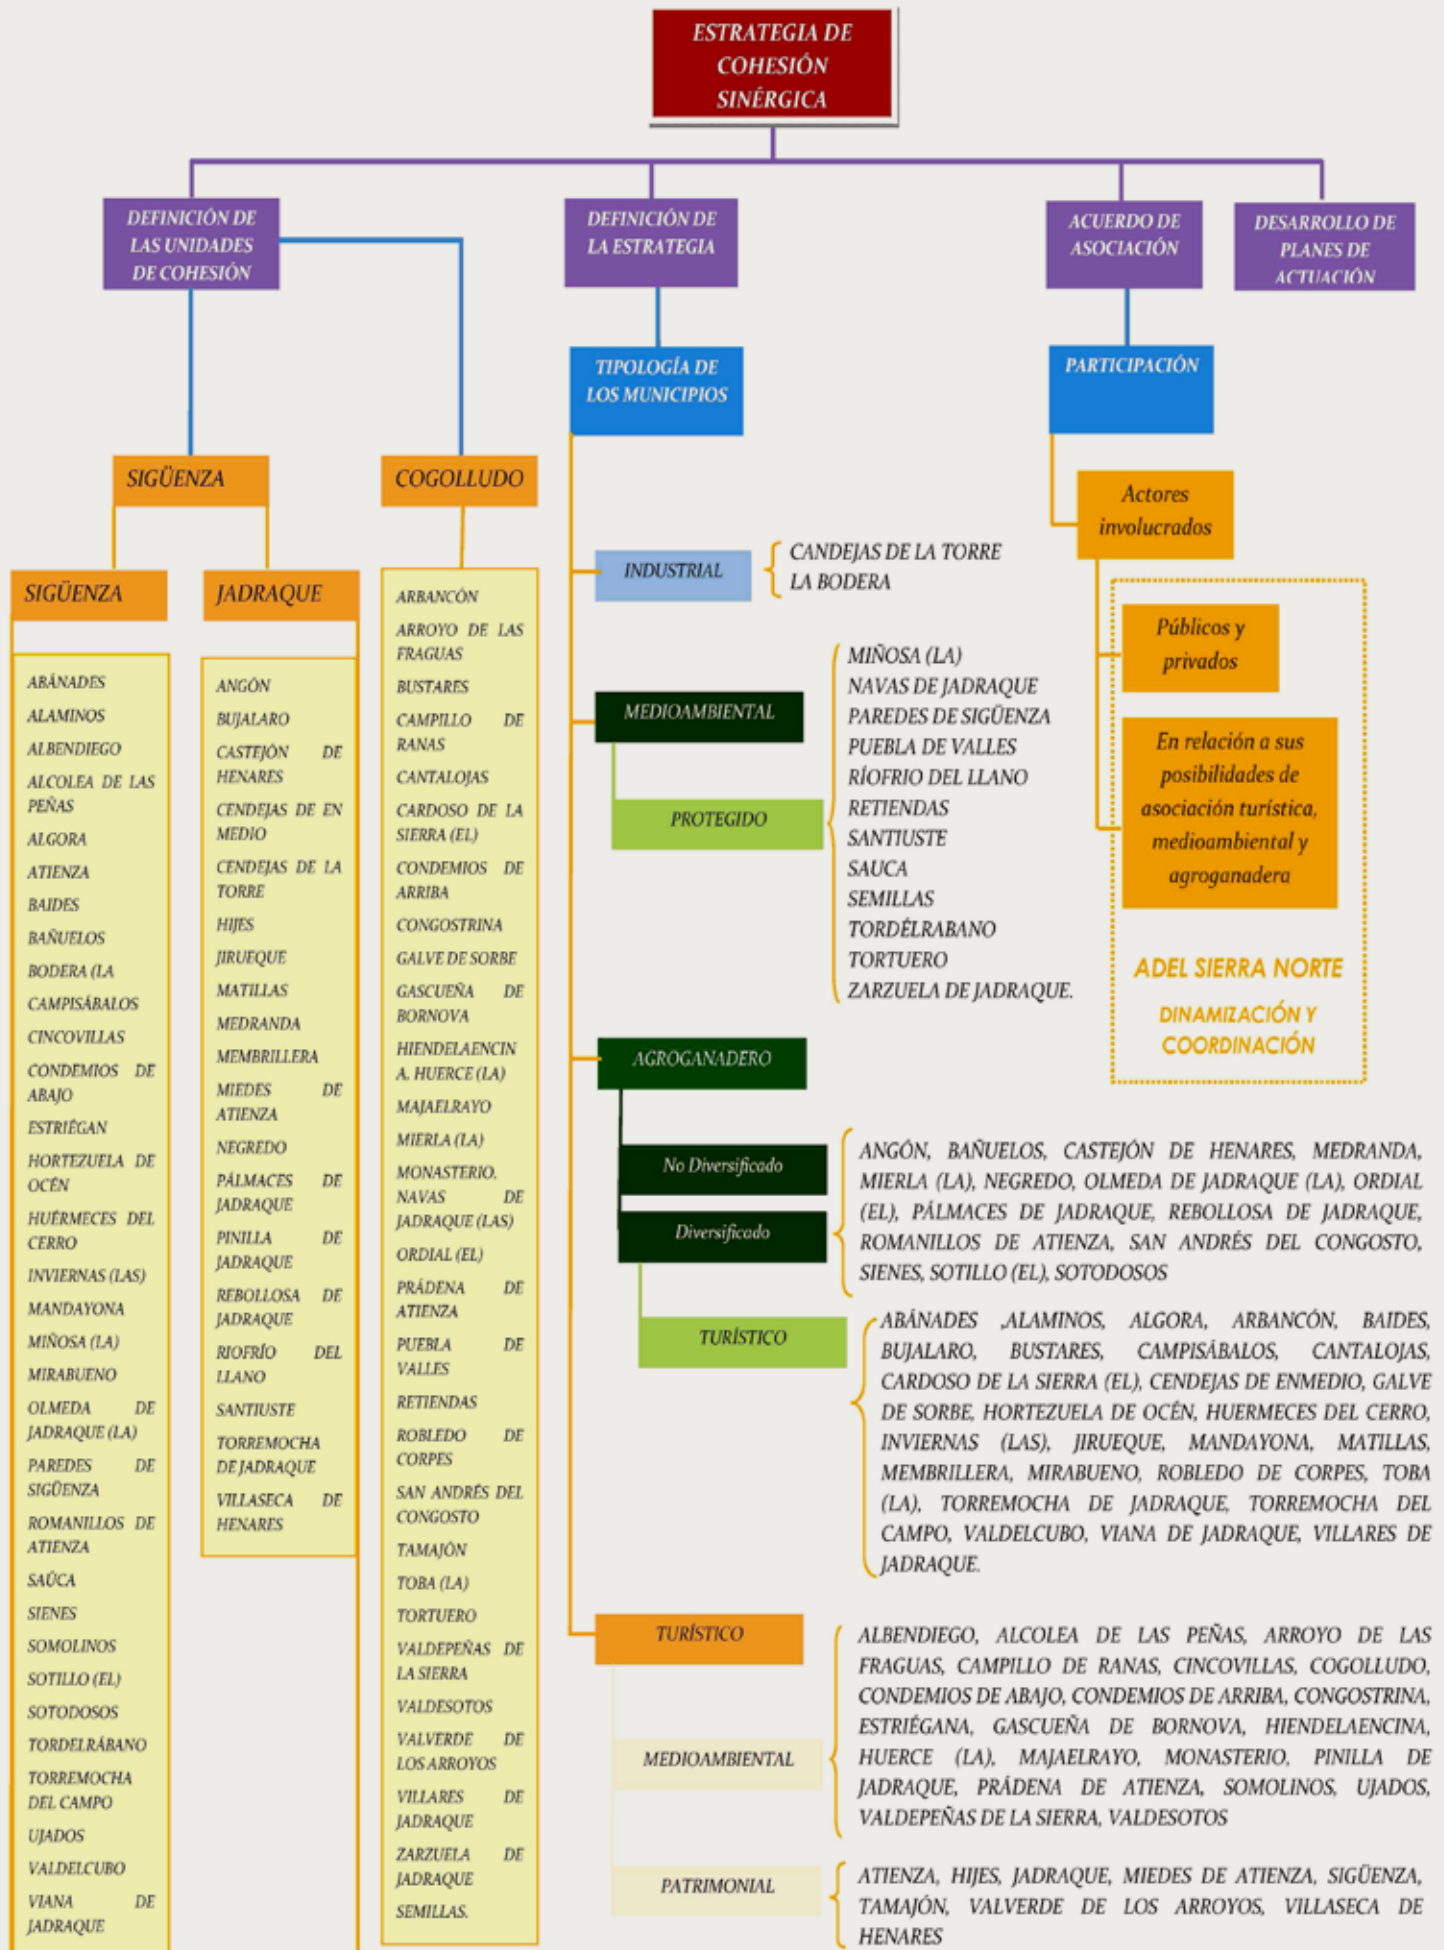 ESTRATEGIA DE
COHESIÓN
SINÉRGICA
DEFINICIÓN DE
LAS UNIDADES
DE COHESIÓN
DEFINICIÓN DE
LA ESTRATEGIA
ACUERDO DE
ASOCIACIÓN
DESARROLLO DE
PLANES DE
ACTUACIÓN
SIGÜENZA
COGOLLUDO
SIGÜENZA
ABÁNADES
ALAMINOS
ALBENDIEGO
ALCOLEA DE LAS
PEÑAS
ALGORA
ATIENZA
BAIDES
BAÑUELOS
BODERA (LA
CAMPISÁBALOS
CINCOVILLAS
CONDEMIOS DE
ABAJO
ESTRIÉGAN
HORTEZUELA DE
OCÉN
HUÉRMECES DEL
CERRO
INVIERNAS (LAS)
MANDAYONA
MIÑOSA (LA)
MIRABUENO
OLMEDA DE
JADRAQUE (LA)
PAREDES DE
SIGÜENZA
ROMANILLOS DE
ATIENZA
SAÚCA
SIENES
SOMOLINOS
SOTILLO (EL)
SOTODOSOS
TORDELRÁBANO
TORREMOCHA
DEL CAMPO
UJADOS
VALDELCUBO
VIANA DE
JADRAQUE
JADRAQUE
ANGÓN
BUJALARO
CASTEJÓN DE
HENARES
CENDEJAS DE EN
MEDIO
CENDEJAS DE LA
TORRE
HIJES
JIRUEQUE
MATILLAS
MEDRANDA
MEMBRILLERA
MIEDES DE
ATIENZA
NEGREDO
PÁLMACES DE
JADRAQUE
PINILLA DE
JADRAQUE
REBOLLOSA DE
JADRAQUE
RIOFRÍO DEL
LLANO
SANTIUSTE
TORREMOCHA
DE JADRAQUE
VILLASECA DE
HENARES
ARBANCÓN
ARROYO DE LAS
FRAGUAS
BUSTARES
CAMPILLO DE
RANAS
CANTALOJAS
CARDOSO DE LA
SIERRA (EL)
CONDEMIOS DE
ARRIBA
CONGOSTRINA
GALVE DE SORBE
GASCUEÑA DE
BORNOVA
HIENDELAENCIN
A. HUERCE (LA)
MAJAELRAYO
MIERLA (LA)
MONASTERIO.
NAVAS DE
JADRAQUE (LAS)
ORDIAL (EL)
PRÁDENA DE
ATIENZA
PUEBLA DE
VALLES
RETIENDAS
ROBLEDO DE
CORPES
SAN ANDRÉS DEL
CONGOSTO
TAMAJÓN
TOBA (LA)
TORTUERO
VALDEPEÑAS DE
LA SIERRA
VALDESOTOS
VALVERDE DE
LOS ARROYOS
VILLARES DE
JADRAQUE
ZARZUELA DE
JADRAQUE
SEMILLAS.
TIPOLOGÍA DE
LOS MUNICIPIOS
INDUSTRIAL
CANDEJAS DE LA TORRE
LA BODERA
MEDIOAMBIENTAL
PROTEGIDO
MIÑOSA (LA)
NAVAS DE JADRAQUE
PAREDES DE SIGÜENZA
PUEBLA DE VALLES
RÍOFRIO DEL LLANO
RETIENDAS
SANTIUSTE
SAUCA
SEMILLAS
TORDÉLRABANO
TORTUERO
ZARZUELA DE JADRAQUE.
AGROGANADERO
No Diversificado
Diversificado
ANGÓN, BAÑUELOS, CASTEJÓN DE HENARES, MEDRANDA,
MIERLA (LA), NEGREDO, OLMEDA DE JADRAQUE (LA), ORDIAL
(EL), PÁLMACES DE JADRAQUE, REBOLLOSA DE JADRAQUE,
ROMANILLOS DE ATIENZA, SAN ANDRÉS DEL CONGOSTO,
SIENES, SOTILLO (EL), SOTODOSOS
TURÍSTICO
ABÁNADES ,ALAMINOS, ALGORA, ARBANCÓN, BAIDES,
BUJALARO, BUSTARES, CAMPISÁBALOS, CANTALOJAS,
CARDOSO DE LA SIERRA (EL), CENDEJAS DE ENMEDIO, GALVE
DE SORBE, HORTEZUELA DE OCÉN, HUERMECES DEL CERRO,
INVIERNAS (LAS), JIRUEQUE, MANDAYONA, MATILLAS,
MEMBRILLERA, MIRABUENO, ROBLEDO DE CORPES, TOBA
(LA), TORREMOCHA DE JADRAQUE, TORREMOCHA DEL
CAMPO, VALDELCUBO, VIANA DE JADRAQUE, VILLARES DE
JADRAQUE.
TURÍSTICO
MEDIOAMBIENTAL
ALBENDIEGO, ALCOLEA DE LAS PEÑAS, ARROYO DE LAS
FRAGUAS, CAMPILLO DE RANAS, CINCOVILLAS, COGOLLUDO,
CONDEMIOS DE ABAJO, CONDEMIOS DE ARRIBA, CONGOSTRINA,
ESTRIÉGANA, GASCUEÑA DE BORNOVA, HIENDELAENCINA,
HUERCE (LA), MAJAELRAYO, MONASTERIO, PINILLA DE
JADRAQUE, PRÁDENA DE ATIENZA, SOMOLINOS, UJADOS,
VALDEPEÑAS DE LA SIERRA, VALDESOTOS
PATRIMONIAL
ATIENZA, HIJES, JADRAQUE, MIEDES DE ATIENZA, SIGÜENZA,
TAMAJÓN, VALVERDE DE LOS ARROYOS, VILLASECA DE
HENARES
PARTICIPACIÓN
Actores
involucrados
Públicos y
privados
En relación a sus
posibilidades de
asociación turística,
medioambiental y
agroganadera
ADEL SIERRA NORTE
DINAMIZACIÓN Y
COORDINACIÓN